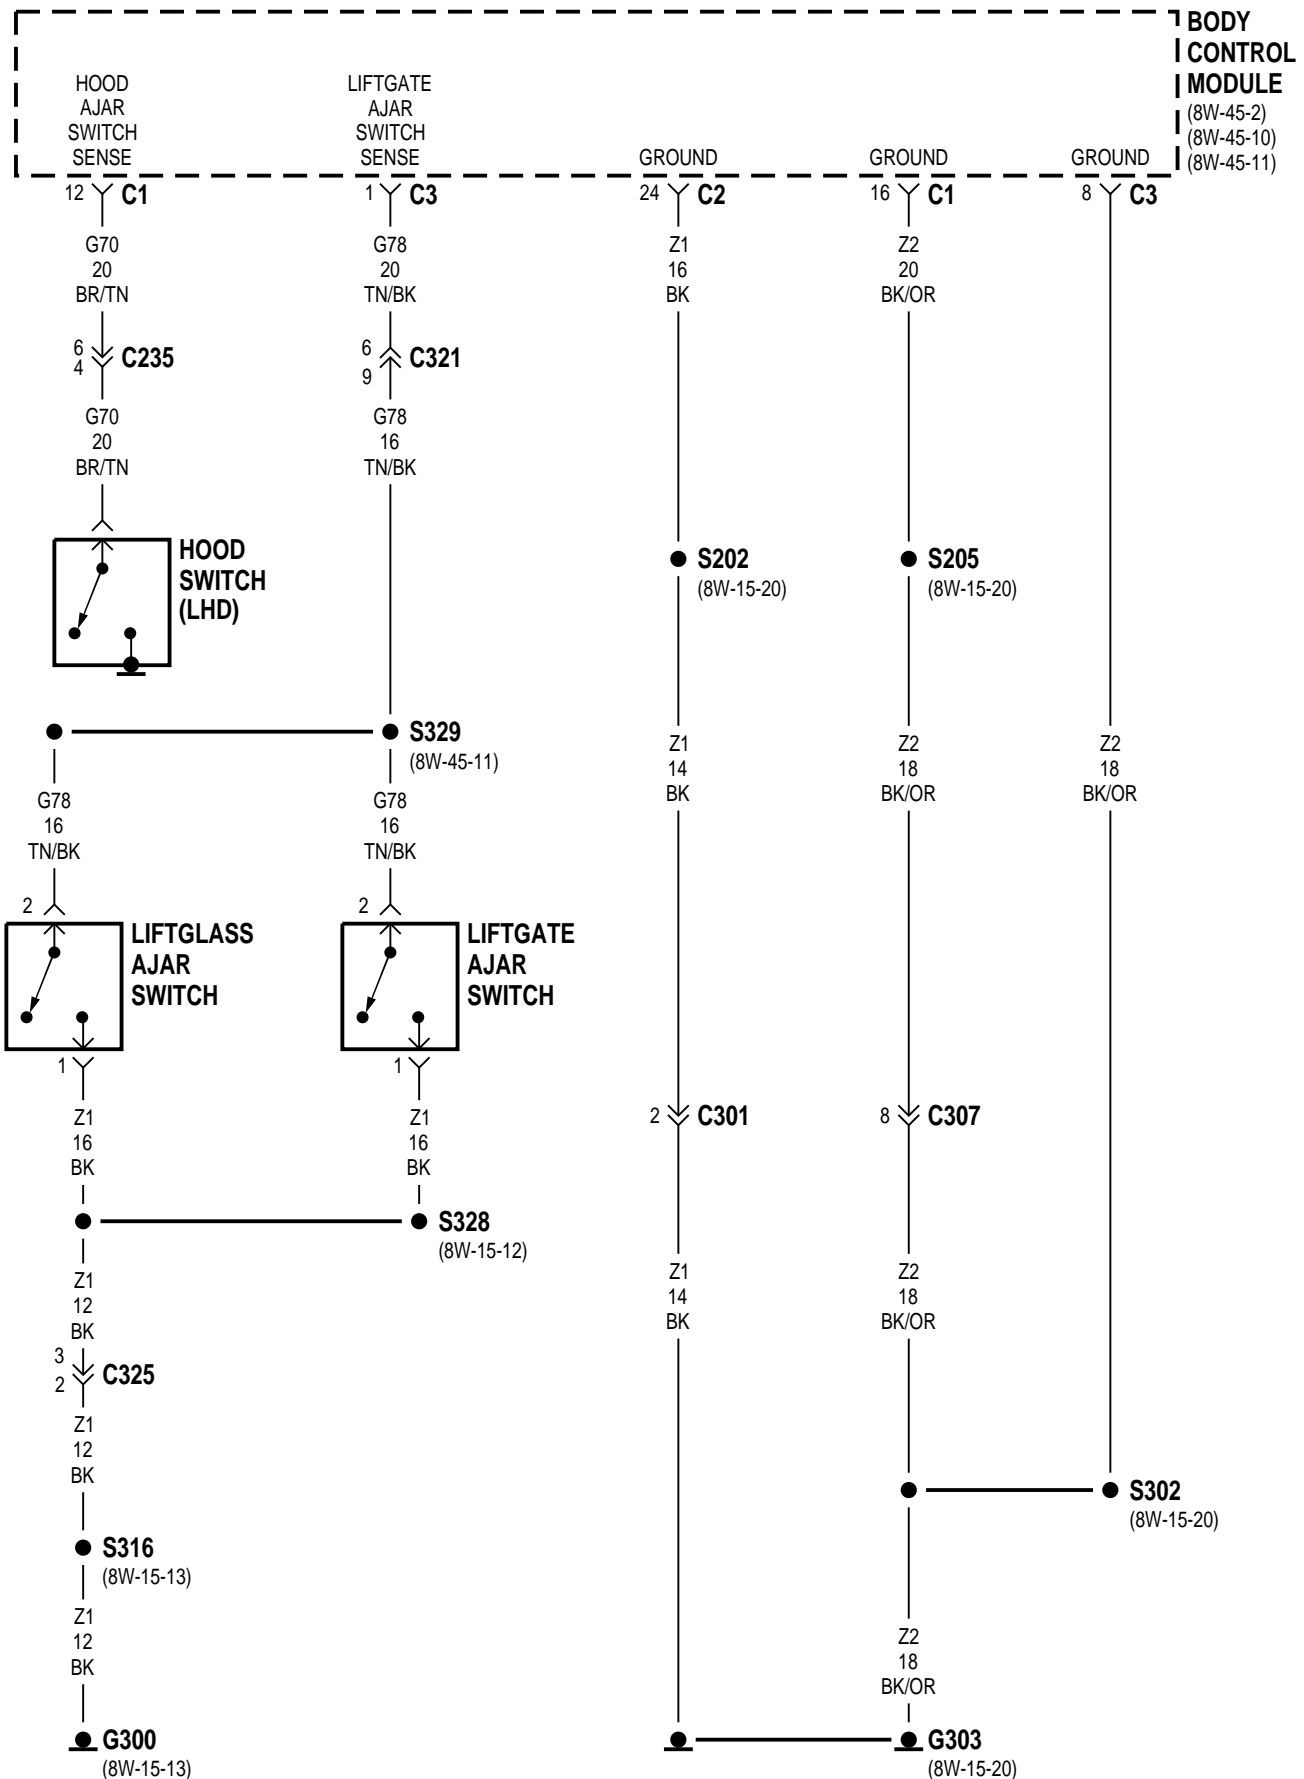 BODY
CONTROL
MODULE
(8W-45-2)
(8W-45-10)
(8W-45-11)
HOOD
AJAR
SWITCH
SENSE
LIFTGATE
AJAR
SWITCH
SENSE
GROUND
GROUND
GROUND
12 C1
1 C3
24 C2
16 C1
8 C3
G70
20
BR/TN
G78
20
TN/BK
Z1
16
BK
Z2
20
BK/OR
6
4
C235
6
9
C321
G70
20
BR/TN
G78
16
TN/BK
HOOD
SWITCH
(LHD)
S202
(8W-15-20)
S205
(8W-15-20)
S329
(8W-45-11)
Z1
14
BK
Z2
18
BK/OR
Z2
18
BK/OR
G78
16
TN/BK
G78
16
TN/BK
2
LIFTGLASS
AJAR
SWITCH
1
2
LIFTGATE
AJAR
SWITCH
1
Z1
16
BK
Z1
16
BK
2 C301
8 C307
S328
(8W-15-12)
Z1
12
BK
Z1
14
BK
Z2
18
BK/OR
3
2
C325
Z1
12
BK
S302
(8W-15-20)
S316
(8W-15-13)
Z1
12
BK
Z2
18
BK/OR
G300
(8W-15-13)
G303
(8W-15-20)